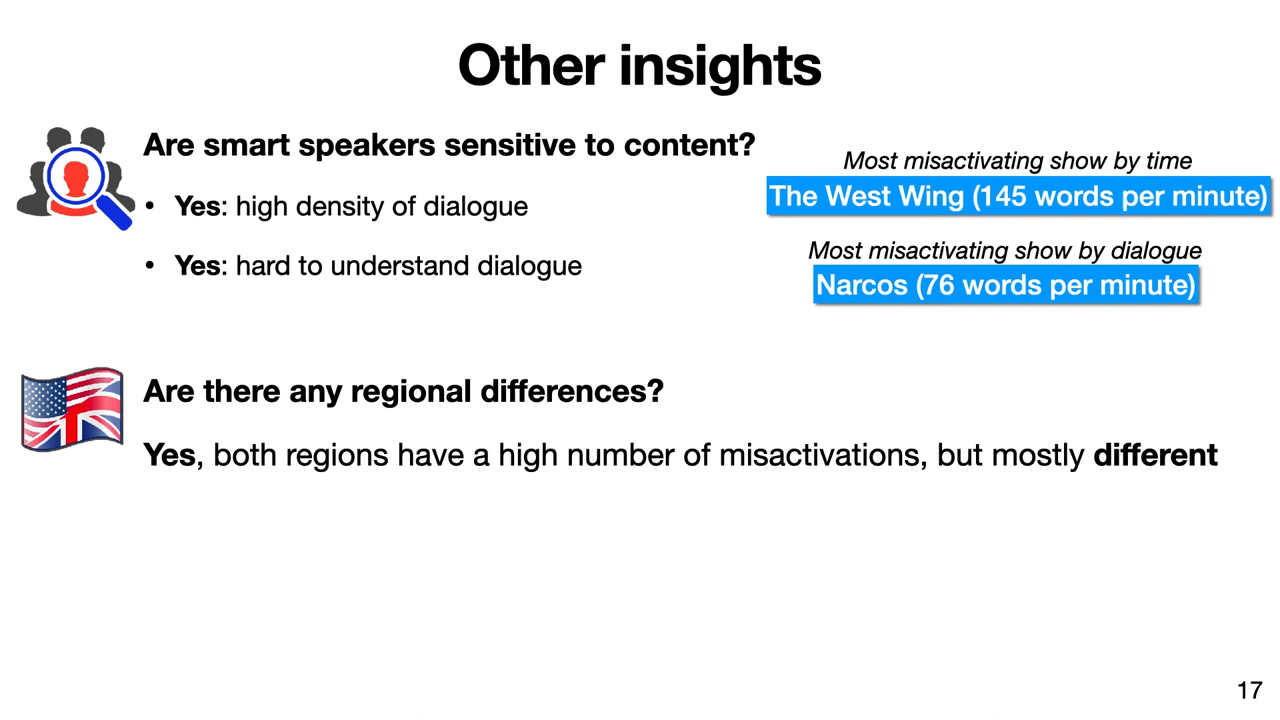 Other insights
Are smart speakers sensitive to content?
• Yes: high density of dialogue
• Yes: hard to understand dialogue
Most misactivating show by time
The West Wing (145 words per minute)
Most misactivating show by dialogue
Narcos (76 words per minute)
Are there any regional differences?
Yes, both regions have a high number of misactivations, but mostly different
17